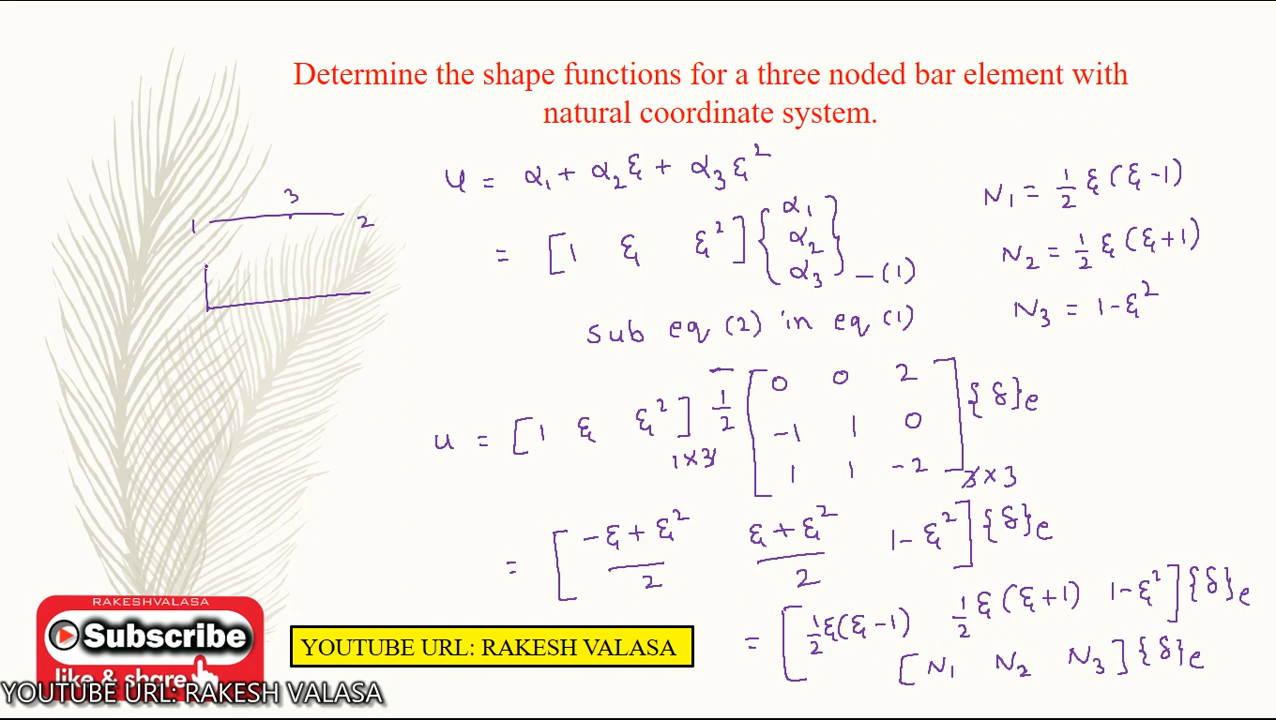 Determine the shape functions for a three noded bar element with
natural coordinate system.
u = α₁ + α₂ξ + α₃ξ²
= [1 ξ ξ²] {α₁ α₂ α₃} —(1)
sub eq (2) in eq (1)
u = [1 ξ ξ²]₁ₓ₃ 1/2 [0 0 2
-1 1 0
1 1 -2]₃ₓ₃ {δ}e
= [(-ξ + ξ²)/2 (ξ + ξ²)/2 1-ξ²] {δ}e
= [1/2 ξ(ξ-1) 1/2 ξ(ξ+1) 1-ξ²] {δ}e
[N₁ N₂ N₃] {δ}e
N₁ = 1/2 ξ(ξ-1)
N₂ = 1/2 ξ(ξ+1)
N₃ = 1-ξ²
1 3 2
RAKESHVALASA
Subscribe
like & share
YOUTUBE URL: RAKESH VALASA
YOUTUBE URL: RAKESH VALASA